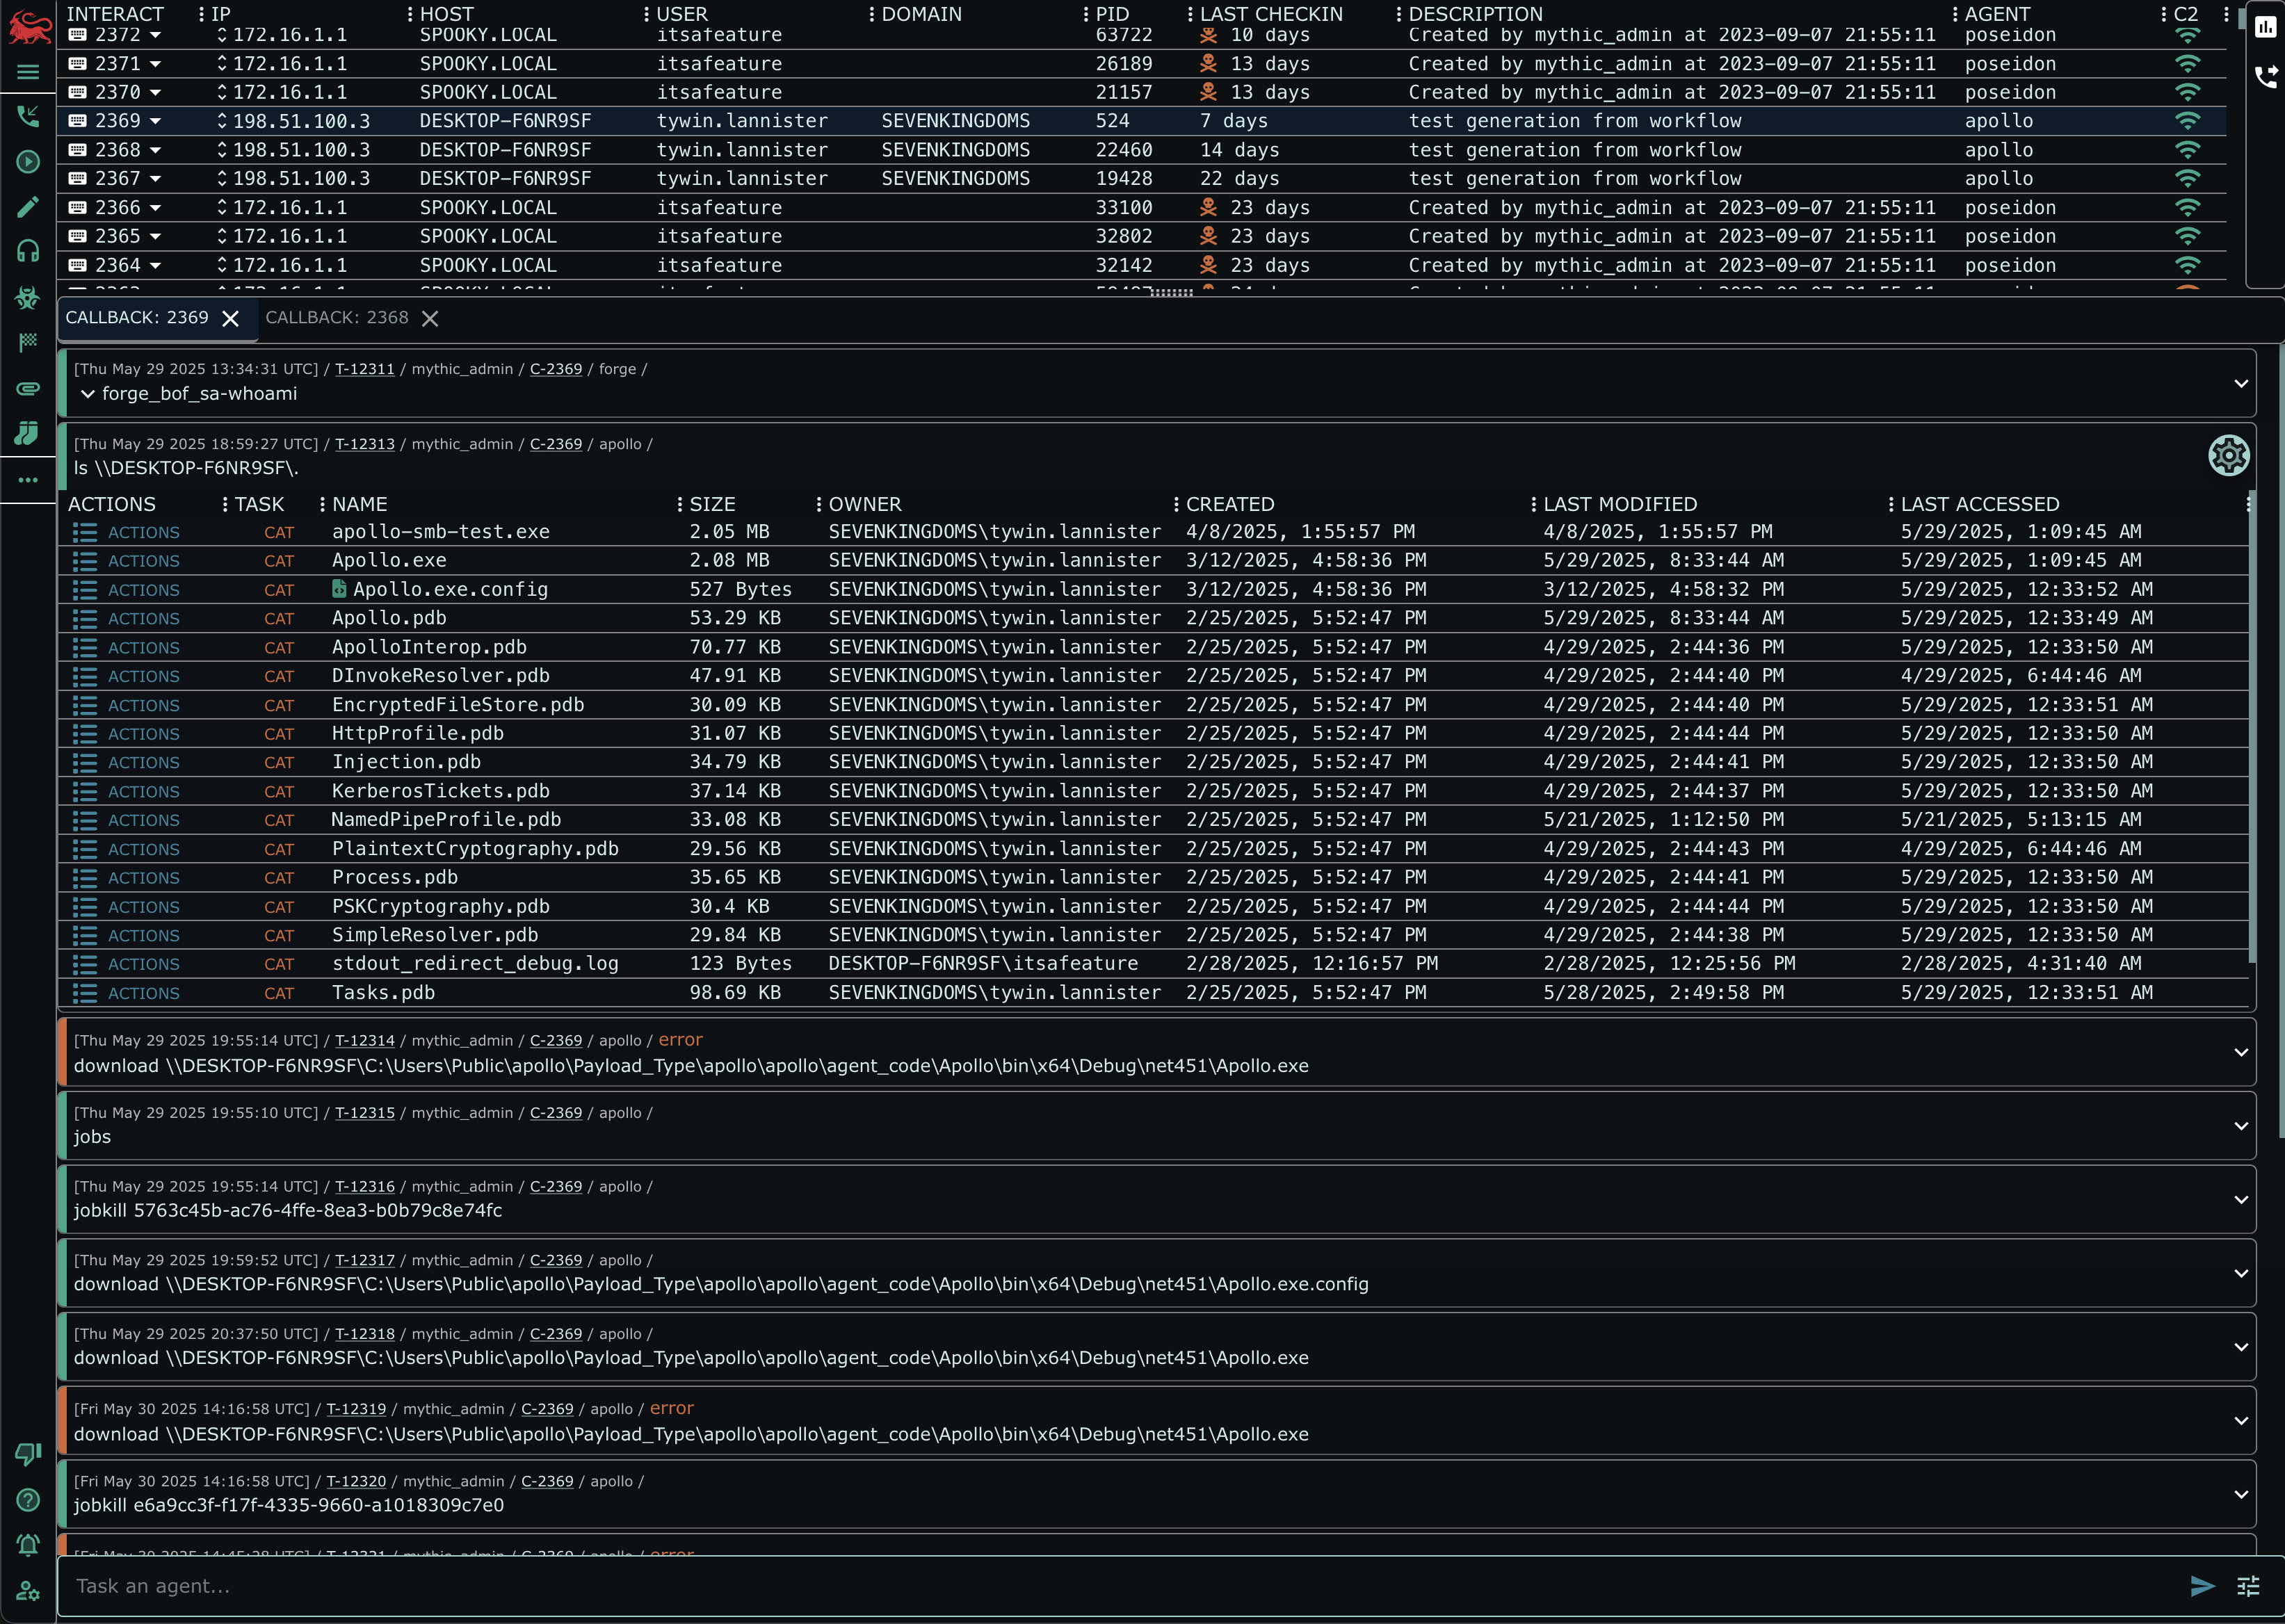 INTERACT IP HOST USER DOMAIN PID LAST CHECKIN DESCRIPTION AGENT C2
2372 172.16.1.1 SPOOKY.LOCAL itsafeature 63722 10 days Created by mythic_admin at 2023-09-07 21:55:11 poseidon
2371 172.16.1.1 SPOOKY.LOCAL itsafeature 26189 13 days Created by mythic_admin at 2023-09-07 21:55:11 poseidon
2370 172.16.1.1 SPOOKY.LOCAL itsafeature 21157 13 days Created by mythic_admin at 2023-09-07 21:55:11 poseidon
2369 198.51.100.3 DESKTOP-F6NR9SF tywin.lannister SEVENKINGDOMS 524 7 days test generation from workflow apollo
2368 198.51.100.3 DESKTOP-F6NR9SF tywin.lannister SEVENKINGDOMS 22460 14 days test generation from workflow apollo
2367 198.51.100.3 DESKTOP-F6NR9SF tywin.lannister SEVENKINGDOMS 19428 22 days test generation from workflow apollo
2366 172.16.1.1 SPOOKY.LOCAL itsafeature 33100 23 days Created by mythic_admin at 2023-09-07 21:55:11 poseidon
2365 172.16.1.1 SPOOKY.LOCAL itsafeature 32802 23 days Created by mythic_admin at 2023-09-07 21:55:11 poseidon
2364 172.16.1.1 SPOOKY.LOCAL itsafeature 32142 23 days Created by mythic_admin at 2023-09-07 21:55:11 poseidon
CALLBACK: 2369 CALLBACK: 2368
[Thu May 29 2025 13:34:31 UTC] / T-12311 / mythic_admin / C-2369 / forge /
forge_bof_sa-whoami
[Thu May 29 2025 18:59:27 UTC] / T-12313 / mythic_admin / C-2369 / apollo /
ls \\DESKTOP-F6NR9SF\.
ACTIONS TASK NAME SIZE OWNER CREATED LAST MODIFIED LAST ACCESSED
ACTIONS CAT apollo-smb-test.exe 2.05 MB SEVENKINGDOMS\tywin.lannister 4/8/2025, 1:55:57 PM 4/8/2025, 1:55:57 PM 5/29/2025, 1:09:45 AM
ACTIONS CAT Apollo.exe 2.08 MB SEVENKINGDOMS\tywin.lannister 3/12/2025, 4:58:36 PM 5/29/2025, 8:33:44 AM 5/29/2025, 1:09:45 AM
ACTIONS CAT Apollo.exe.config 527 Bytes SEVENKINGDOMS\tywin.lannister 3/12/2025, 4:58:36 PM 3/12/2025, 4:58:32 PM 5/29/2025, 12:33:52 AM
ACTIONS CAT Apollo.pdb 53.29 KB SEVENKINGDOMS\tywin.lannister 2/25/2025, 5:52:47 PM 5/29/2025, 8:33:44 AM 5/29/2025, 12:33:49 AM
ACTIONS CAT ApolloInterop.pdb 70.77 KB SEVENKINGDOMS\tywin.lannister 2/25/2025, 5:52:47 PM 4/29/2025, 2:44:36 PM 5/29/2025, 12:33:50 AM
ACTIONS CAT DInvokeResolver.pdb 47.91 KB SEVENKINGDOMS\tywin.lannister 2/25/2025, 5:52:47 PM 4/29/2025, 2:44:40 PM 4/29/2025, 6:44:46 AM
ACTIONS CAT EncryptedFileStore.pdb 30.09 KB SEVENKINGDOMS\tywin.lannister 2/25/2025, 5:52:47 PM 4/29/2025, 2:44:40 PM 5/29/2025, 12:33:51 AM
ACTIONS CAT HttpProfile.pdb 31.07 KB SEVENKINGDOMS\tywin.lannister 2/25/2025, 5:52:47 PM 4/29/2025, 2:44:44 PM 5/29/2025, 12:33:50 AM
ACTIONS CAT Injection.pdb 34.79 KB SEVENKINGDOMS\tywin.lannister 2/25/2025, 5:52:47 PM 4/29/2025, 2:44:41 PM 5/29/2025, 12:33:50 AM
ACTIONS CAT KerberosTickets.pdb 37.14 KB SEVENKINGDOMS\tywin.lannister 2/25/2025, 5:52:47 PM 4/29/2025, 2:44:37 PM 5/29/2025, 12:33:50 AM
ACTIONS CAT NamedPipeProfile.pdb 33.08 KB SEVENKINGDOMS\tywin.lannister 2/25/2025, 5:52:47 PM 5/21/2025, 1:12:50 PM 5/21/2025, 5:13:15 AM
ACTIONS CAT PlaintextCryptography.pdb 29.56 KB SEVENKINGDOMS\tywin.lannister 2/25/2025, 5:52:47 PM 4/29/2025, 2:44:43 PM 4/29/2025, 6:44:46 AM
ACTIONS CAT Process.pdb 35.65 KB SEVENKINGDOMS\tywin.lannister 2/25/2025, 5:52:47 PM 4/29/2025, 2:44:41 PM 5/29/2025, 12:33:50 AM
ACTIONS CAT PSKCryptography.pdb 30.4 KB SEVENKINGDOMS\tywin.lannister 2/25/2025, 5:52:47 PM 4/29/2025, 2:44:44 PM 5/29/2025, 12:33:50 AM
ACTIONS CAT SimpleResolver.pdb 29.84 KB SEVENKINGDOMS\tywin.lannister 2/25/2025, 5:52:47 PM 4/29/2025, 2:44:38 PM 5/29/2025, 12:33:50 AM
ACTIONS CAT stdout_redirect_debug.log 123 Bytes DESKTOP-F6NR9SF\itsafeature 2/28/2025, 12:16:57 PM 2/28/2025, 12:25:56 PM 2/28/2025, 4:31:40 AM
ACTIONS CAT Tasks.pdb 98.69 KB SEVENKINGDOMS\tywin.lannister 2/25/2025, 5:52:47 PM 5/28/2025, 2:49:58 PM 5/29/2025, 12:33:51 AM
[Thu May 29 2025 19:55:14 UTC] / T-12314 / mythic_admin / C-2369 / apollo / error
download \\DESKTOP-F6NR9SF\C:\Users\Public\apollo\Payload_Type\apollo\apollo\agent_code\Apollo\bin\x64\Debug\net451\Apollo.exe
[Thu May 29 2025 19:55:10 UTC] / T-12315 / mythic_admin / C-2369 / apollo /
jobs
[Thu May 29 2025 19:55:14 UTC] / T-12316 / mythic_admin / C-2369 / apollo /
jobkill 5763c45b-ac76-4ffe-8ea3-b0b79c8e74fc
[Thu May 29 2025 19:59:52 UTC] / T-12317 / mythic_admin / C-2369 / apollo /
download \\DESKTOP-F6NR9SF\C:\Users\Public\apollo\Payload_Type\apollo\apollo\agent_code\Apollo\bin\x64\Debug\net451\Apollo.exe.config
[Thu May 29 2025 20:37:50 UTC] / T-12318 / mythic_admin / C-2369 / apollo /
download \\DESKTOP-F6NR9SF\C:\Users\Public\apollo\Payload_Type\apollo\apollo\agent_code\Apollo\bin\x64\Debug\net451\Apollo.exe
[Fri May 30 2025 14:16:58 UTC] / T-12319 / mythic_admin / C-2369 / apollo / error
download \\DESKTOP-F6NR9SF\C:\Users\Public\apollo\Payload_Type\apollo\apollo\agent_code\Apollo\bin\x64\Debug\net451\Apollo.exe
[Fri May 30 2025 14:16:58 UTC] / T-12320 / mythic_admin / C-2369 / apollo /
jobkill e6a9cc3f-f17f-4335-9660-a1018309c7e0
Task an agent...